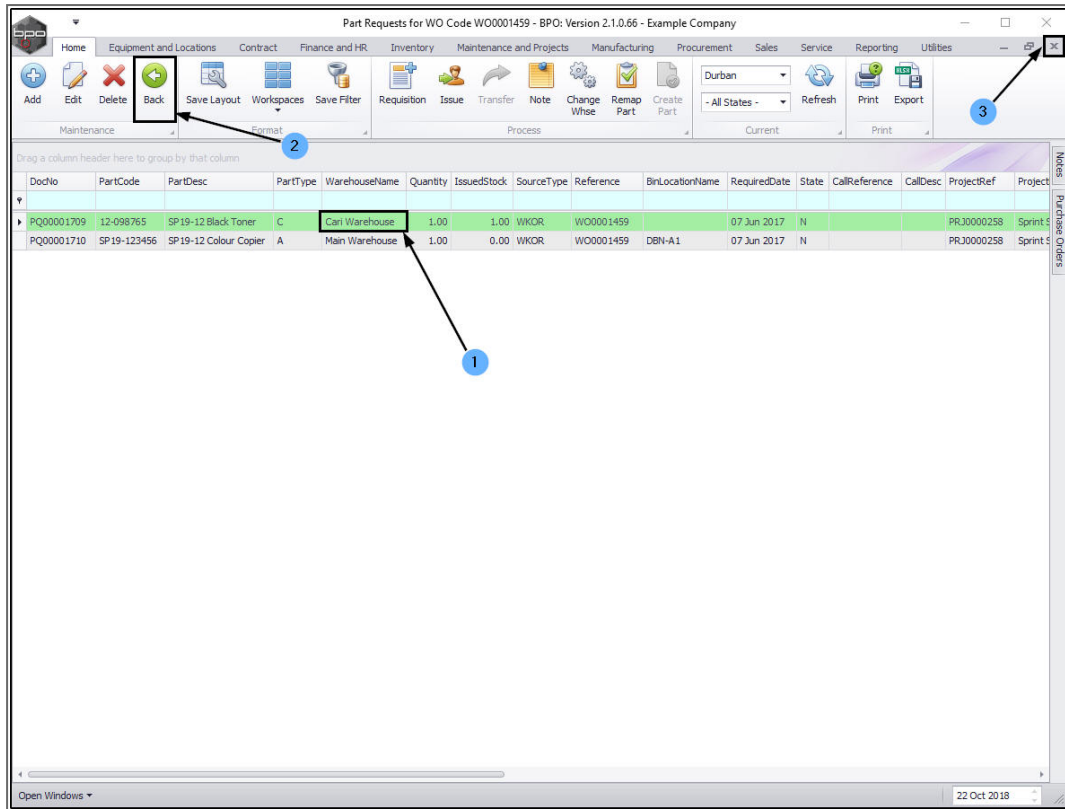 Part Requests for WO Code WO0001459 - BPO: Version 2.1.0.66 - Example Company
bpo
Home Equipment and Locations Contract Finance and HR Inventory Maintenance and Projects Manufacturing Procurement Sales Service Reporting Utilities
Add Edit Delete Back Save Layout Workspaces Save Filter Requisition Issue Transfer Note Change Whse Remap Part Create Part Durban - All States - Refresh Print Export
XLSX
3
Maintenance Format Process Current Print
2
Drag a column header here to group by that column
Notes
Purchase Orders
DocNo PartCode PartDesc PartType WarehouseName Quantity IssuedStock SourceType Reference BinLocationName RequiredDate State CallReference CallDesc ProjectRef Project
PQ00001709 12-098765 SP19-12 Black Toner C Cari Warehouse 1.00 1.00 WKOR WO0001459 07 Jun 2017 N PRJ0000258 Sprint S
PQ00001710 SP19-123456 SP19-12 Colour Copier A Main Warehouse 1.00 0.00 WKOR WO0001459 DBN-A1 07 Jun 2017 N PRJ0000258 Sprint S
1
Open Windows 22 Oct 2018